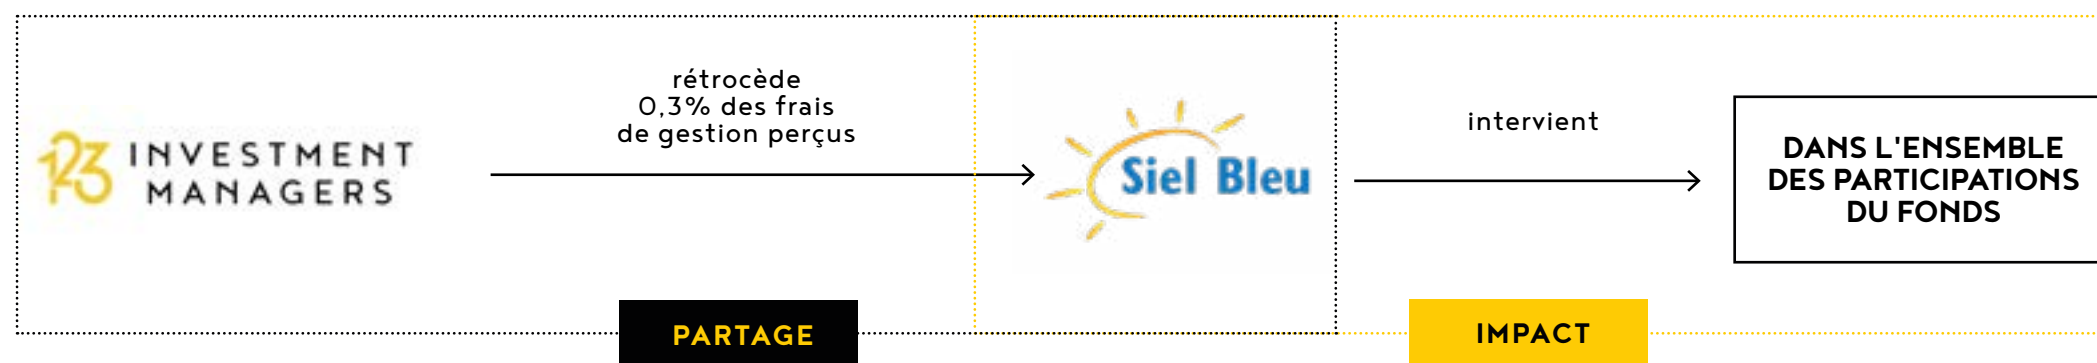 123 INVESTMENT
MANAGERS
rétrocède
0,3% des frais
de gestion perçus
Siel Bleu
intervient
DANS L'ENSEMBLE
DES PARTICIPATIONS
DU FONDS
PARTAGE
IMPACT